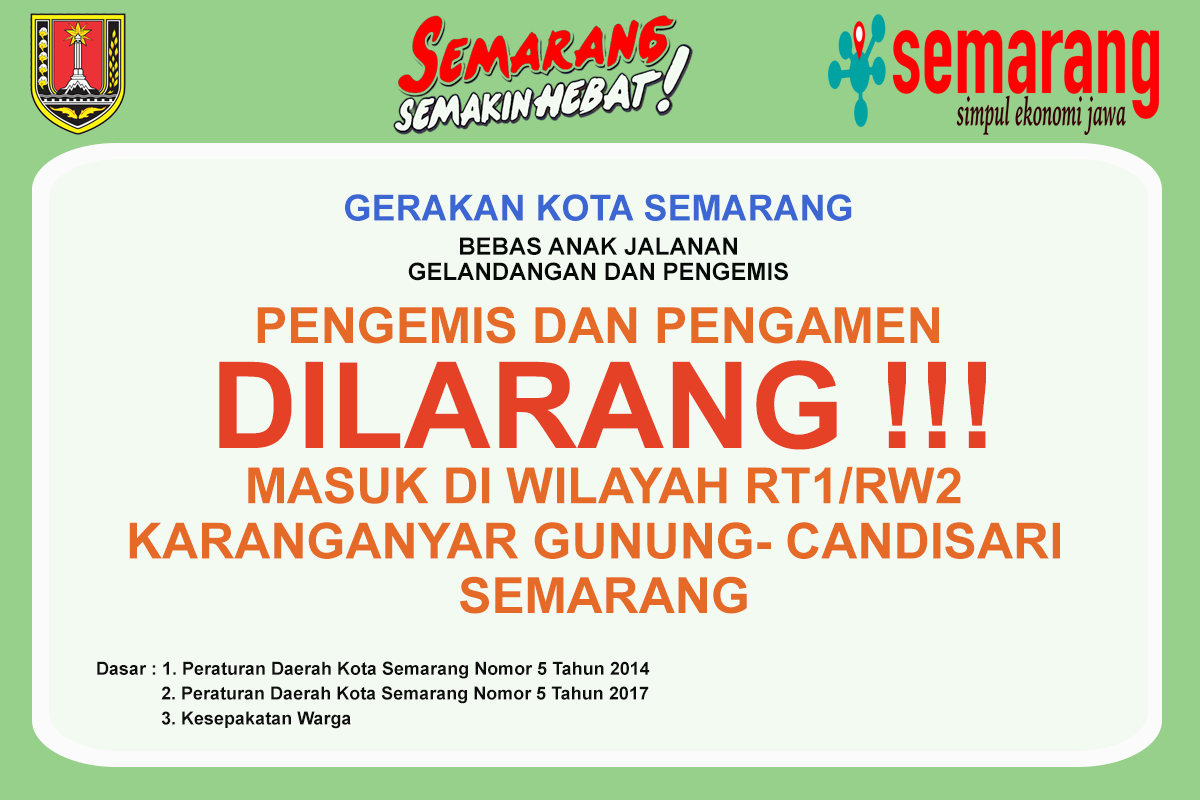 SEMARANG
SEMAKIN HEBAT!
semarang
simpul ekonomi jawa
GERAKAN KOTA SEMARANG
BEBAS ANAK JALANAN
GELANDANGAN DAN PENGEMIS
PENGEMIS DAN PENGAMEN
DILARANG !!!
MASUK DI WILAYAH RT1/RW2
KARANGANYAR GUNUNG- CANDISARI
SEMARANG
Dasar : 1. Peraturan Daerah Kota Semarang Nomor 5 Tahun 2014
2. Peraturan Daerah Kota Semarang Nomor 5 Tahun 2017
3. Kesepakatan Warga